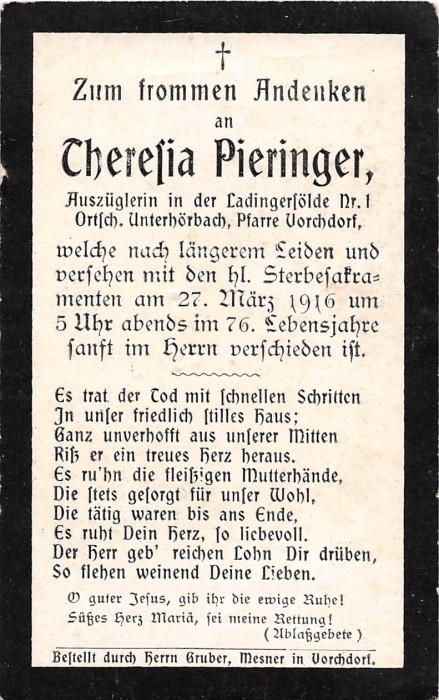 Zum frommen Andenken
an
Theresia Pieringer,
Auszüglerin in der Ladingersölde Nr. 1
Ortsch. Unterhörbach, Pfarre Vorchdorf,
welche nach längerem Leiden und
versehen mit den hl. Sterbesakra-
menten am 27. März 1916 um
5 Uhr abends im 76. Lebensjahre
sanft im Herrn verschieden ist.
Es trat der Tod mit schnellen Schritten
In unser friedlich stilles Haus;
Ganz unverhofft aus unserer Mitten
Riß er ein treues Herz heraus.
Es ru'hn die fleißigen Mutterhände,
Die stets gesorgt für unser Wohl,
Die tätig waren bis ans Ende,
Es ruht Dein Herz, so liebevoll.
Der Herr geb' reichen Lohn Dir drüben,
So flehen weinend Deine Lieben.
O guter Jesus, gib ihr die ewige Ruhe!
Süßes Herz Mariä, sei meine Rettung!
(Ablaßgebete)
Bestellt durch Herrn Gruber, Mesner in Vorchdorf.